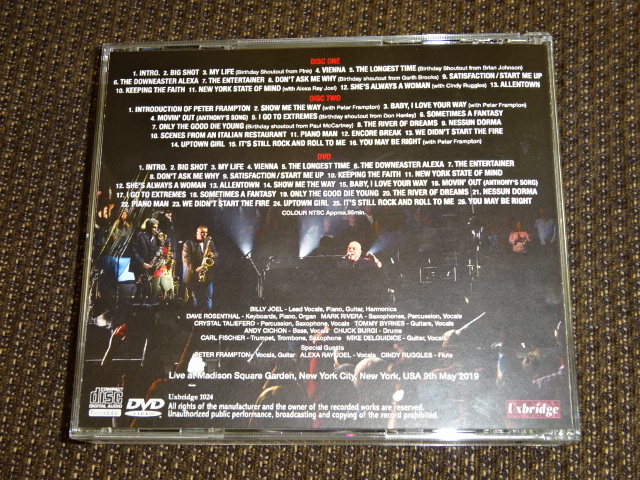 DISC ONE
1. INTRO. 2. BIG SHOT 3. MY LIFE (Birthday Shoutout from P!nk) 4. VIENNA 5. THE LONGEST TIME (Birthday Shoutout from Brian Johnson)
6. THE DOWNEASTER ALEXA 7. THE ENTERTAINER 8. DON'T ASK ME WHY (Birthday shoutout from Garth Brooks) 9. SATISFACTION / START ME UP
10. KEEPING THE FAITH 11. NEW YORK STATE OF MIND (with Alexa Ray Joel) 12. SHE'S ALWAYS A WOMAN (with Cindy Ruggles) 13. ALLENTOWN
DISC TWO
1. INTRODUCTION OF PETER FRAMPTON 2. SHOW ME THE WAY (with Peter Frampton) 3. BABY, I LOVE YOUR WAY (with Peter Frampton)
4. MOVIN' OUT (ANTHONY'S SONG) 5. I GO TO EXTREMES (Birthday shoutout from Don Henley) 6. SOMETIMES A FANTASY
7. ONLY THE GOOD DIE YOUNG (Birthday shoutout from Paul McCartney) 8. THE RIVER OF DREAMS 9. NESSUN DORMA
10. SCENES FROM AN ITALIAN RESTAURANT 11. PIANO MAN 12. ENCORE BREAK 13. WE DIDN'T START THE FIRE
14. UPTOWN GIRL 15. IT'S STILL ROCK AND ROLL TO ME 16. YOU MAY BE RIGHT (with Peter Frampton)
DVD
1. INTRO. 2. BIG SHOT 3. MY LIFE 4. VIENNA 5. THE LONGEST TIME 6. THE DOWNEASTER ALEXA 7. THE ENTERTAINER
8. DON'T ASK ME WHY 9. SATISFACTION / START ME UP 10. KEEPING THE FAITH 11. NEW YORK STATE OF MIND
12. SHE'S ALWAYS A WOMAN 13. ALLENTOWN 14. SHOW ME THE WAY 15. BABY, I LOVE YOUR WAY 16. MOVIN' OUT (ANTHONY'S SONG)
17. I GO TO EXTREMES 18. SOMETIMES A FANTASY 19. ONLY THE GOOD DIE YOUNG 20. THE RIVER OF DREAMS 21. NESSUN DORMA
22. PIANO MAN 23. WE DIDN'T START THE FIRE 24. UPTOWN GIRL 25. IT'S STILL ROCK AND ROLL TO ME 26. YOU MAY BE RIGHT
COLOUR NTSC Approx.95min.
BILLY JOEL - Lead Vocals, Piano, Guitar, Harmonica
DAVE ROSENTHAL - Keyboards, Piano, Organ MARK RIVERA - Saxophones, Percussion, Vocals
CRYSTAL TALIEFERO - Percussion, Saxophone, Vocals TOMMY BYRNES - Guitars, Vocals
ANDY CICHON - Bass, Vocals CHUCK BURGI - Drums
CARL FISCHER - Trumpet, Trombone, Saxophone MIKE DELGUIDICE - Guitar, Vocals
Special Guests
PETER FRAMPTON - Vocals, Guitar ALEXA RAY JOEL - Vocals CINDY RUGGLES - Flute
Live at Madison Square Garden, New York City, New York, USA 9th May 2019
COMPACT disc DIGITAL AUDIO
DVD
Uxbridge 1024
All rights of the manufacturer and the owner of the recorded works are reserved.
Unauthorized public performance, broadcasting and copying of the record prohibited.
Uxbridge